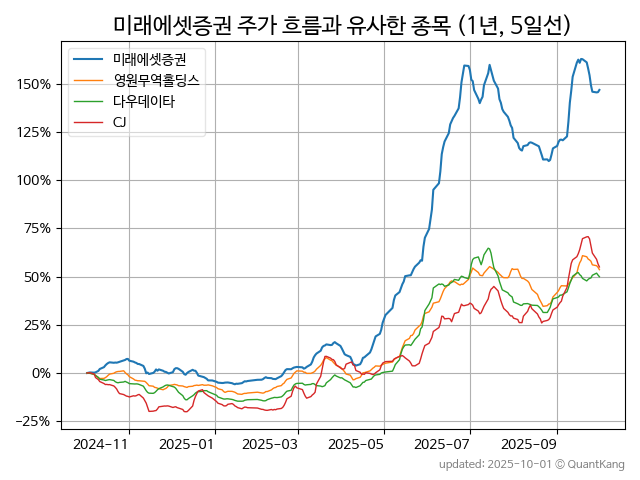 미래에셋증권 주가 흐름과 유사한 종목 (1년, 5일선)
미래에셋증권
영원무역홀딩스
다우데이타
CJ
150%
125%
100%
75%
50%
25%
0%
−25%
2024-11 2025-01 2025-03 2025-05 2025-07 2025-09
updated: 2025-10-01 © QuantKang